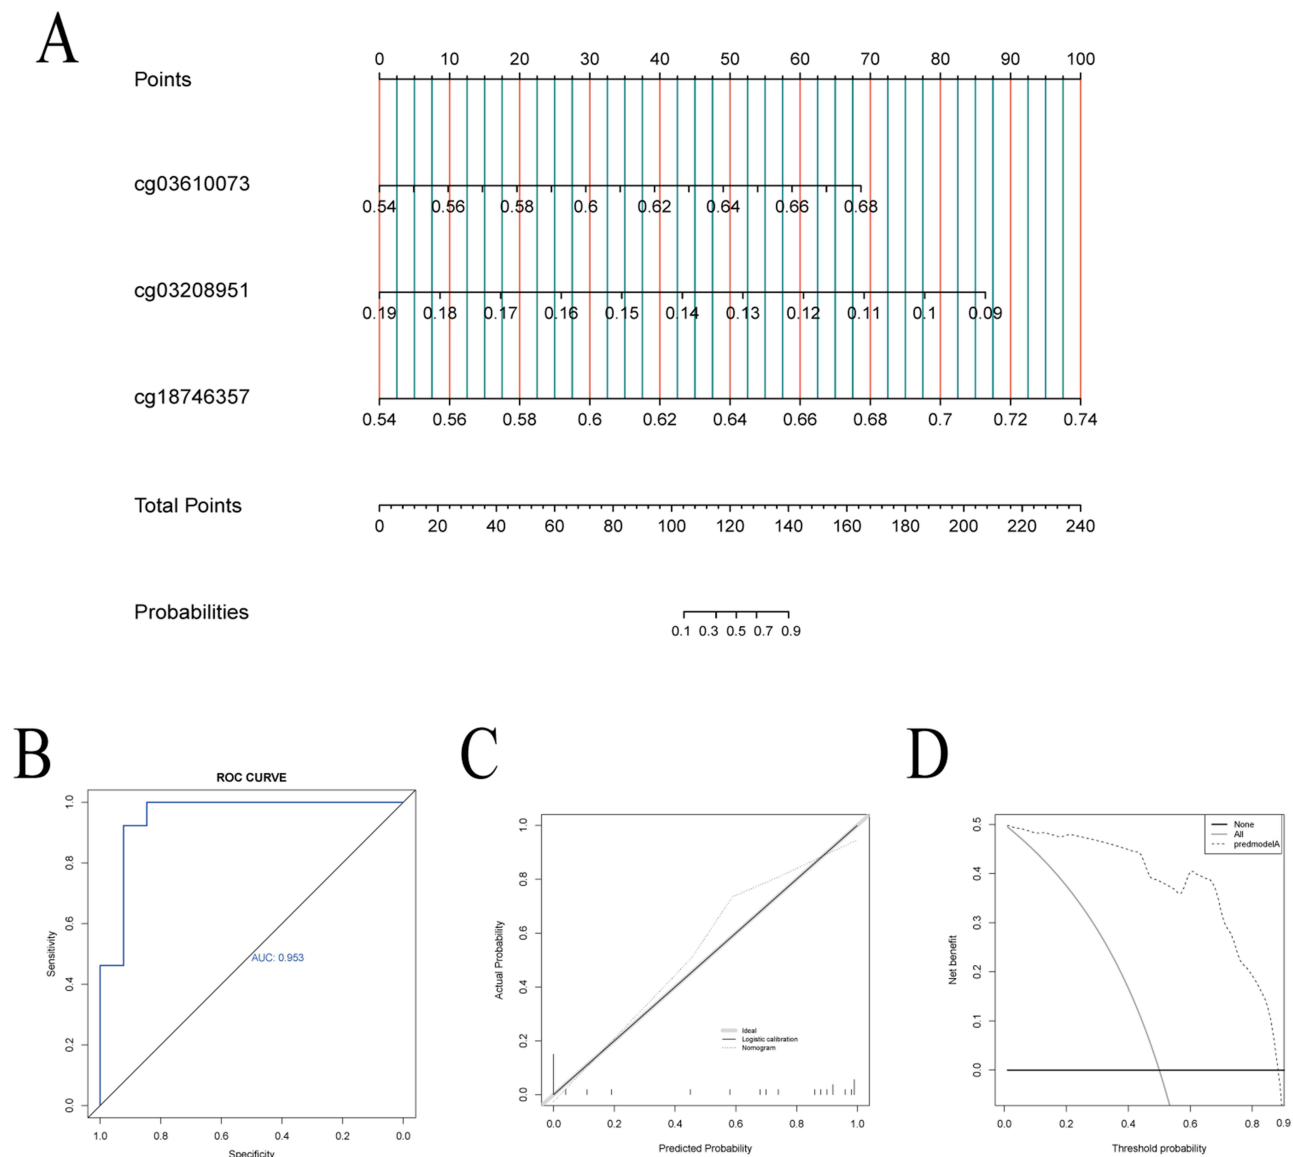 A
0 10 20 30 40 50 60 70 80 90 100
Points
cg03610073
0.54 0.56 0.58 0.6 0.62 0.64 0.66 0.68
cg03208951
0.19 0.18 0.17 0.16 0.15 0.14 0.13 0.12 0.11 0.1 0.09
cg18746357
0.54 0.56 0.58 0.6 0.62 0.64 0.66 0.68 0.7 0.72 0.74
Total Points
0 20 40 60 80 100 120 140 160 180 200 220 240
Probabilities
0.1 0.3 0.5 0.7 0.9
B
ROC CURVE
Sensitivity
1.0
0.8
0.6
0.4
0.2
0.0
AUC: 0.953
1.0 0.8 0.6 0.4 0.2 0.0
Specificity
C
Actual Probability
1.0
0.8
0.6
0.4
0.2
0.0
Ideal
Logistic calibration
Nomogram
0.0 0.2 0.4 0.6 0.8 1.0
Predicted Probability
D
Net benefit
0.5
0.4
0.3
0.2
0.1
0.0
None
All
predmodelA
0.0 0.2 0.4 0.6 0.8 0.9
Threshold probability